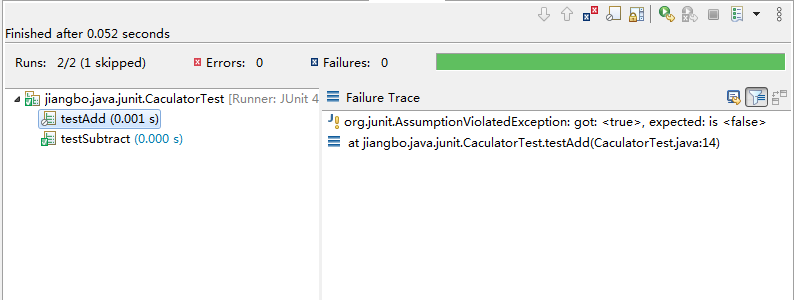 Finished after 0.052 seconds
Runs: 2/2 (1 skipped) Errors: 0 Failures: 0
jiangbo.java.junit.CaculatorTest [Runner: JUnit 4
testAdd (0.001 s)
testSubtract (0.000 s)
Failure Trace
org.junit.AssumptionViolatedException: got: <true>, expected: is <false>
at jiangbo.java.junit.CaculatorTest.testAdd(CaculatorTest.java:14)